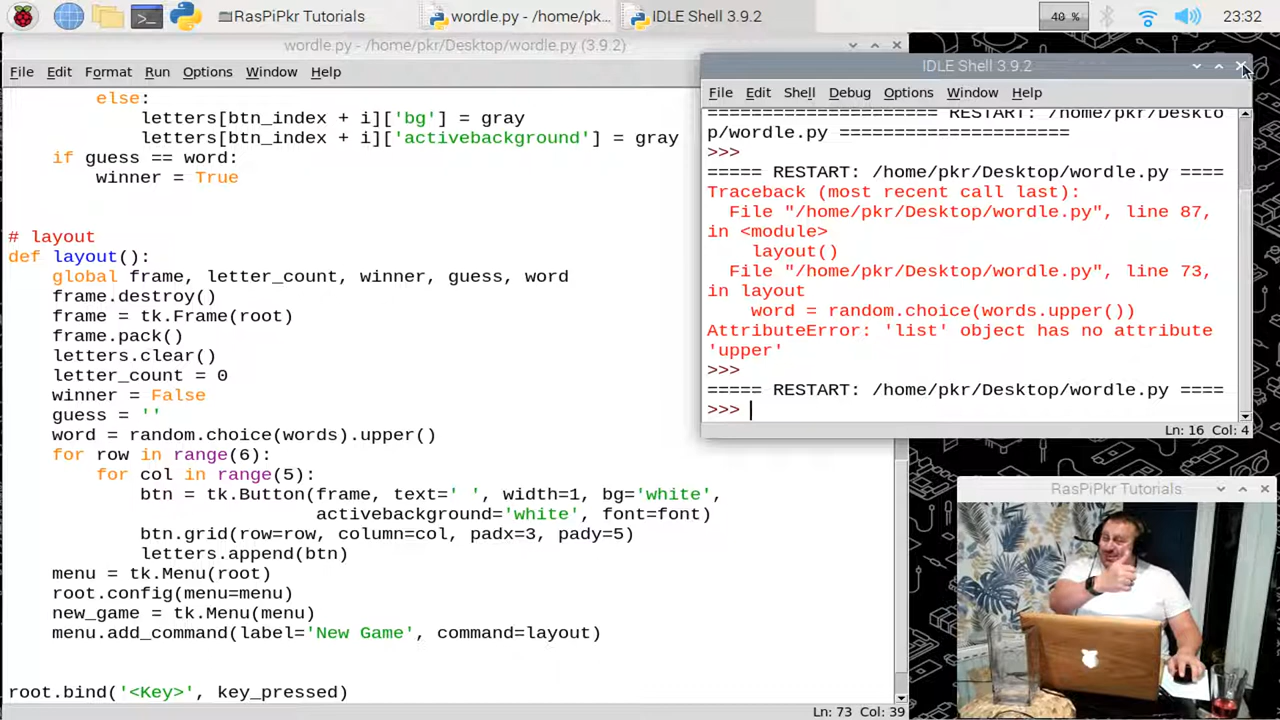 RasPiPkr Tutorials
wordle.py - /home/pk...
IDLE Shell 3.9.2
40 %
23:32
wordle.py - /home/pkr/Desktop/wordle.py (3.9.2)
File Edit Format Run Options Window Help
else:
letters[btn_index + i]['bg'] = gray
letters[btn_index + i]['activebackground'] = gray
if guess == word:
winner = True
# layout
def layout():
global frame, letter_count, winner, guess, word
frame.destroy()
frame = tk.Frame(root)
frame.pack()
letters.clear()
letter_count = 0
winner = False
guess = ''
word = random.choice(words).upper()
for row in range(6):
for col in range(5):
btn = tk.Button(frame, text=' ', width=1, bg='white',
activebackground='white', font=font)
btn.grid(row=row, column=col, padx=3, pady=5)
letters.append(btn)
menu = tk.Menu(root)
root.config(menu=menu)
new_game = tk.Menu(menu)
menu.add_command(label='New Game', command=layout)
root.bind('<Key>', key_pressed)
Ln: 73 Col: 39
IDLE Shell 3.9.2
File Edit Shell Debug Options Window Help
===================== RESTART: /home/pkr/Deskto
p/wordle.py =====================
>>>
===== RESTART: /home/pkr/Desktop/wordle.py ====
Traceback (most recent call last):
File "/home/pkr/Desktop/wordle.py", line 87,
in <module>
layout()
File "/home/pkr/Desktop/wordle.py", line 73,
in layout
word = random.choice(words.upper())
AttributeError: 'list' object has no attribute
'upper'
>>>
===== RESTART: /home/pkr/Desktop/wordle.py ====
>>>
Ln: 16 Col: 4
RasPiPkr Tutorials